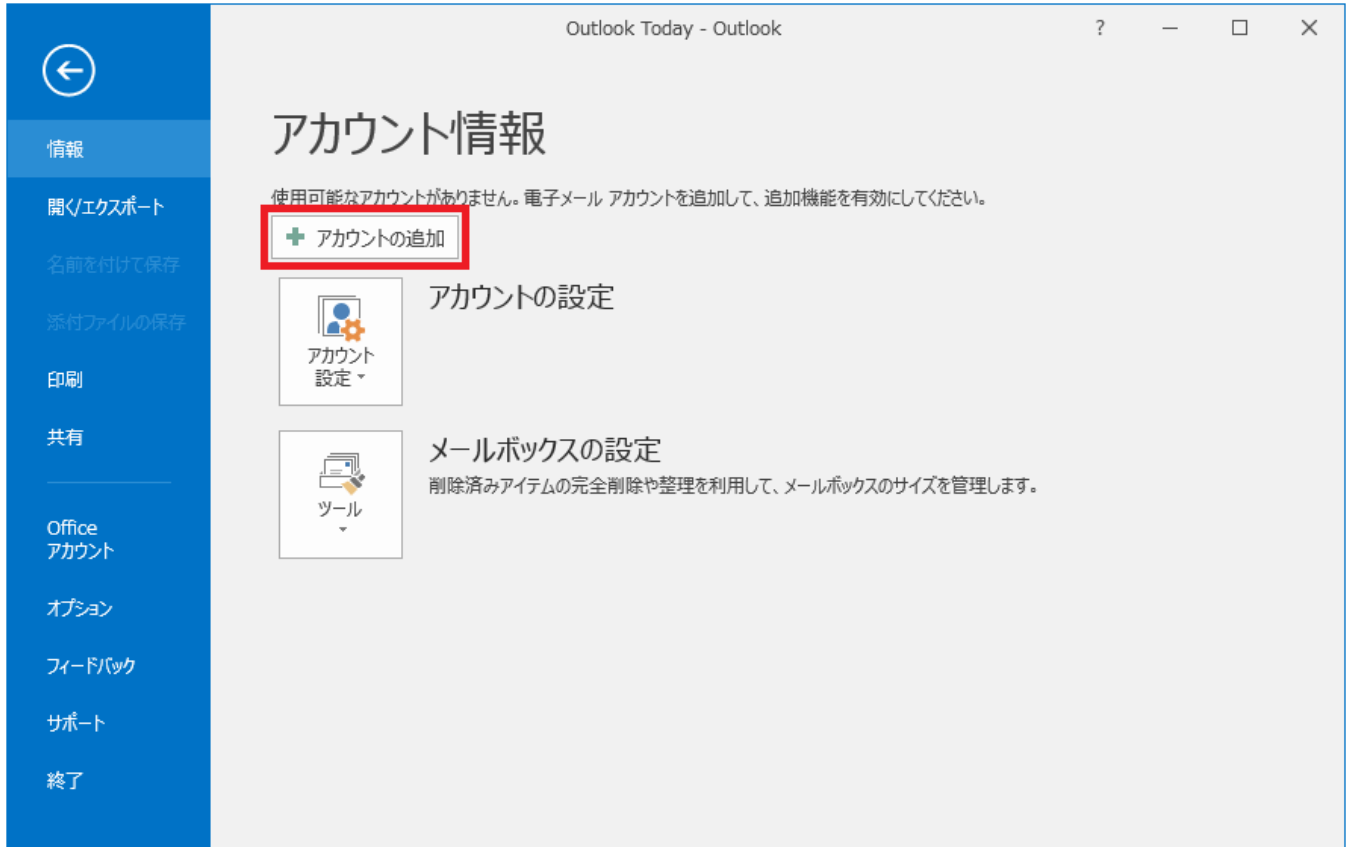 Outlook Today - Outlook
?
情報
開く/エクスポート
名前を付けて保存
添付ファイルの保存
印刷
共有
Office
アカウント
オプション
フィードバック
サポート
終了
アカウント情報
使用可能なアカウントがありません。電子メール アカウントを追加して、追加機能を有効にしてください。
アカウントの追加
アカウント
設定
アカウントの設定
ツール
メールボックスの設定
削除済みアイテムの完全削除や整理を利用して、メールボックスのサイズを管理します。